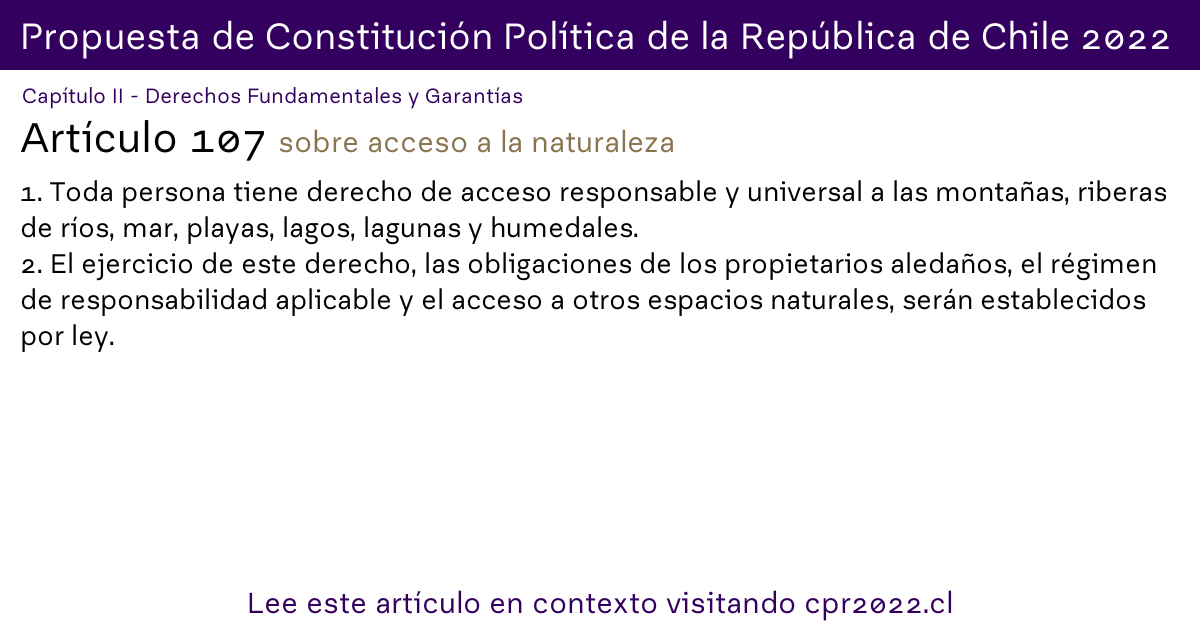 Propuesta de Constitución Política de la República de Chile 2022
Capítulo II - Derechos Fundamentales y Garantías
Artículo 107 sobre acceso a la naturaleza
1. Toda persona tiene derecho de acceso responsable y universal a las montañas, riberas
de ríos, mar, playas, lagos, lagunas y humedales.
2. El ejercicio de este derecho, las obligaciones de los propietarios aledaños, el régimen
de responsabilidad aplicable y el acceso a otros espacios naturales, serán establecidos
por ley.
Lee este artículo en contexto visitando cpr2022.cl